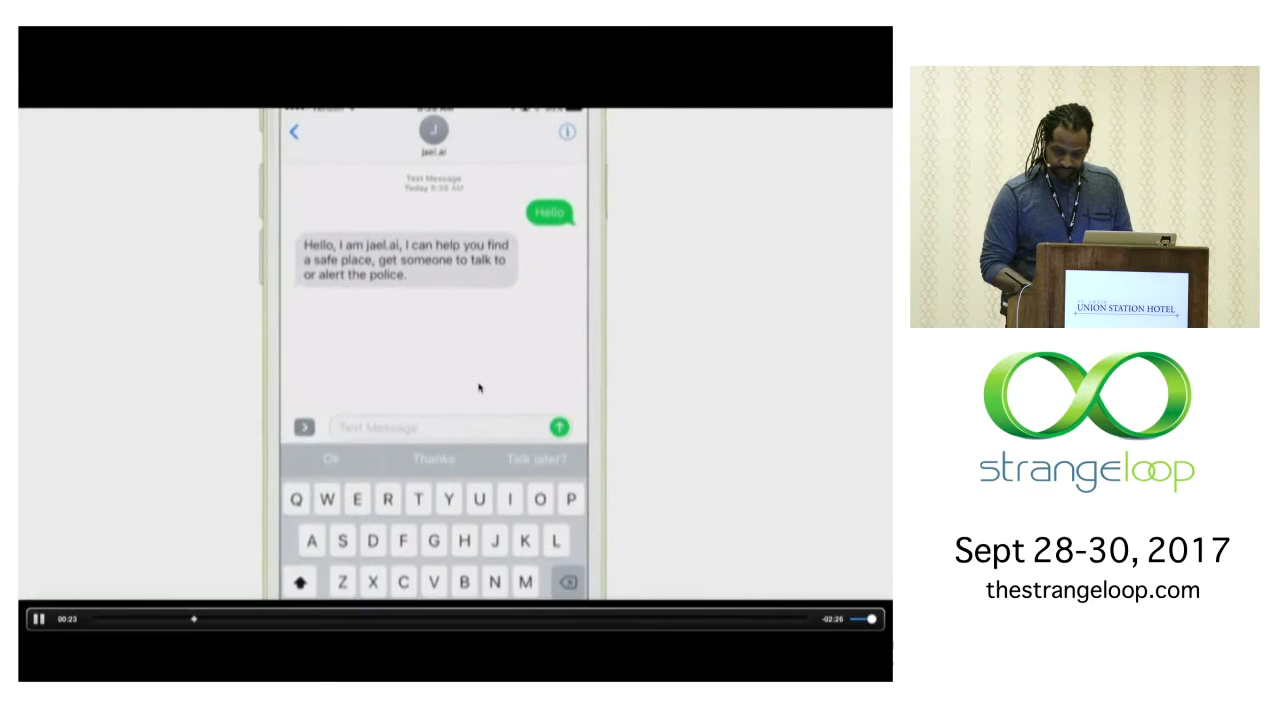 J
jael.ai
Text Message
Today 9:39 AM
Hello
Hello, I am jael.ai, I can help you find
a safe place, get someone to talk to
or alert the police.
Text Message
Ok Thanks Talk later?
Q W E R T Y U I O P
A S D F G H J K L
Z X C V B N M
00:23
-02:26
UNION STATION HOTEL
strangeloop
Sept 28-30, 2017
thestrangeloop.com